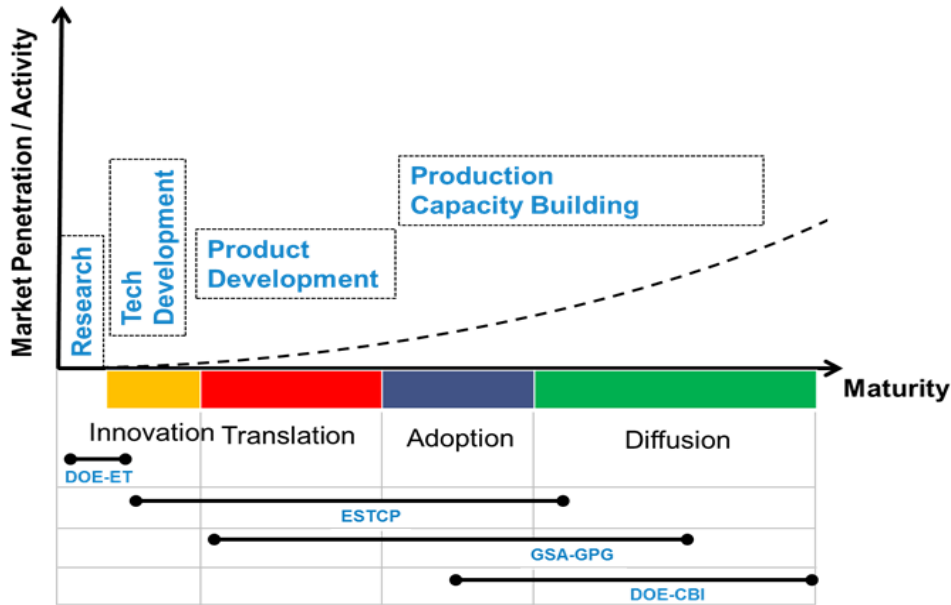 Market Penetration / Activity
Research
Tech
Development
Product
Development
Production
Capacity Building
Maturity
Innovation
Translation
Adoption
Diffusion
DOE-ET
ESTCP
GSA-GPG
DOE-CBI